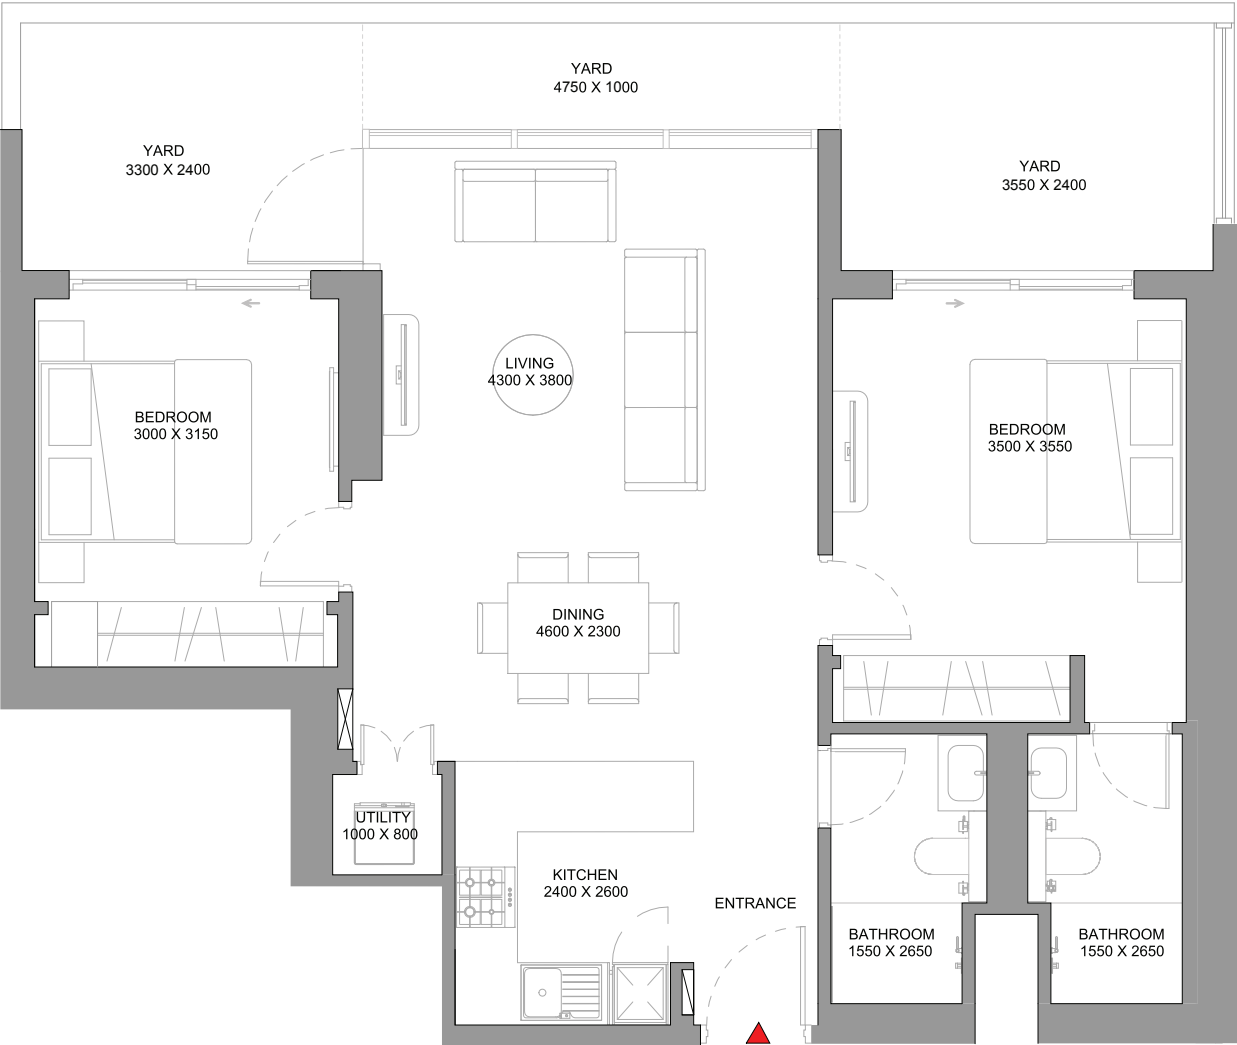 YARD
4750 X 1000
YARD
3300 X 2400
YARD
3550 X 2400
LIVING
4300 X 3800
BEDROOM
3000 X 3150
BEDROOM
3500 X 3550
DINING
4600 X 2300
UTILITY
1000 X 800
KITCHEN
2400 X 2600
ENTRANCE
BATHROOM
1550 X 2650
BATHROOM
1550 X 2650